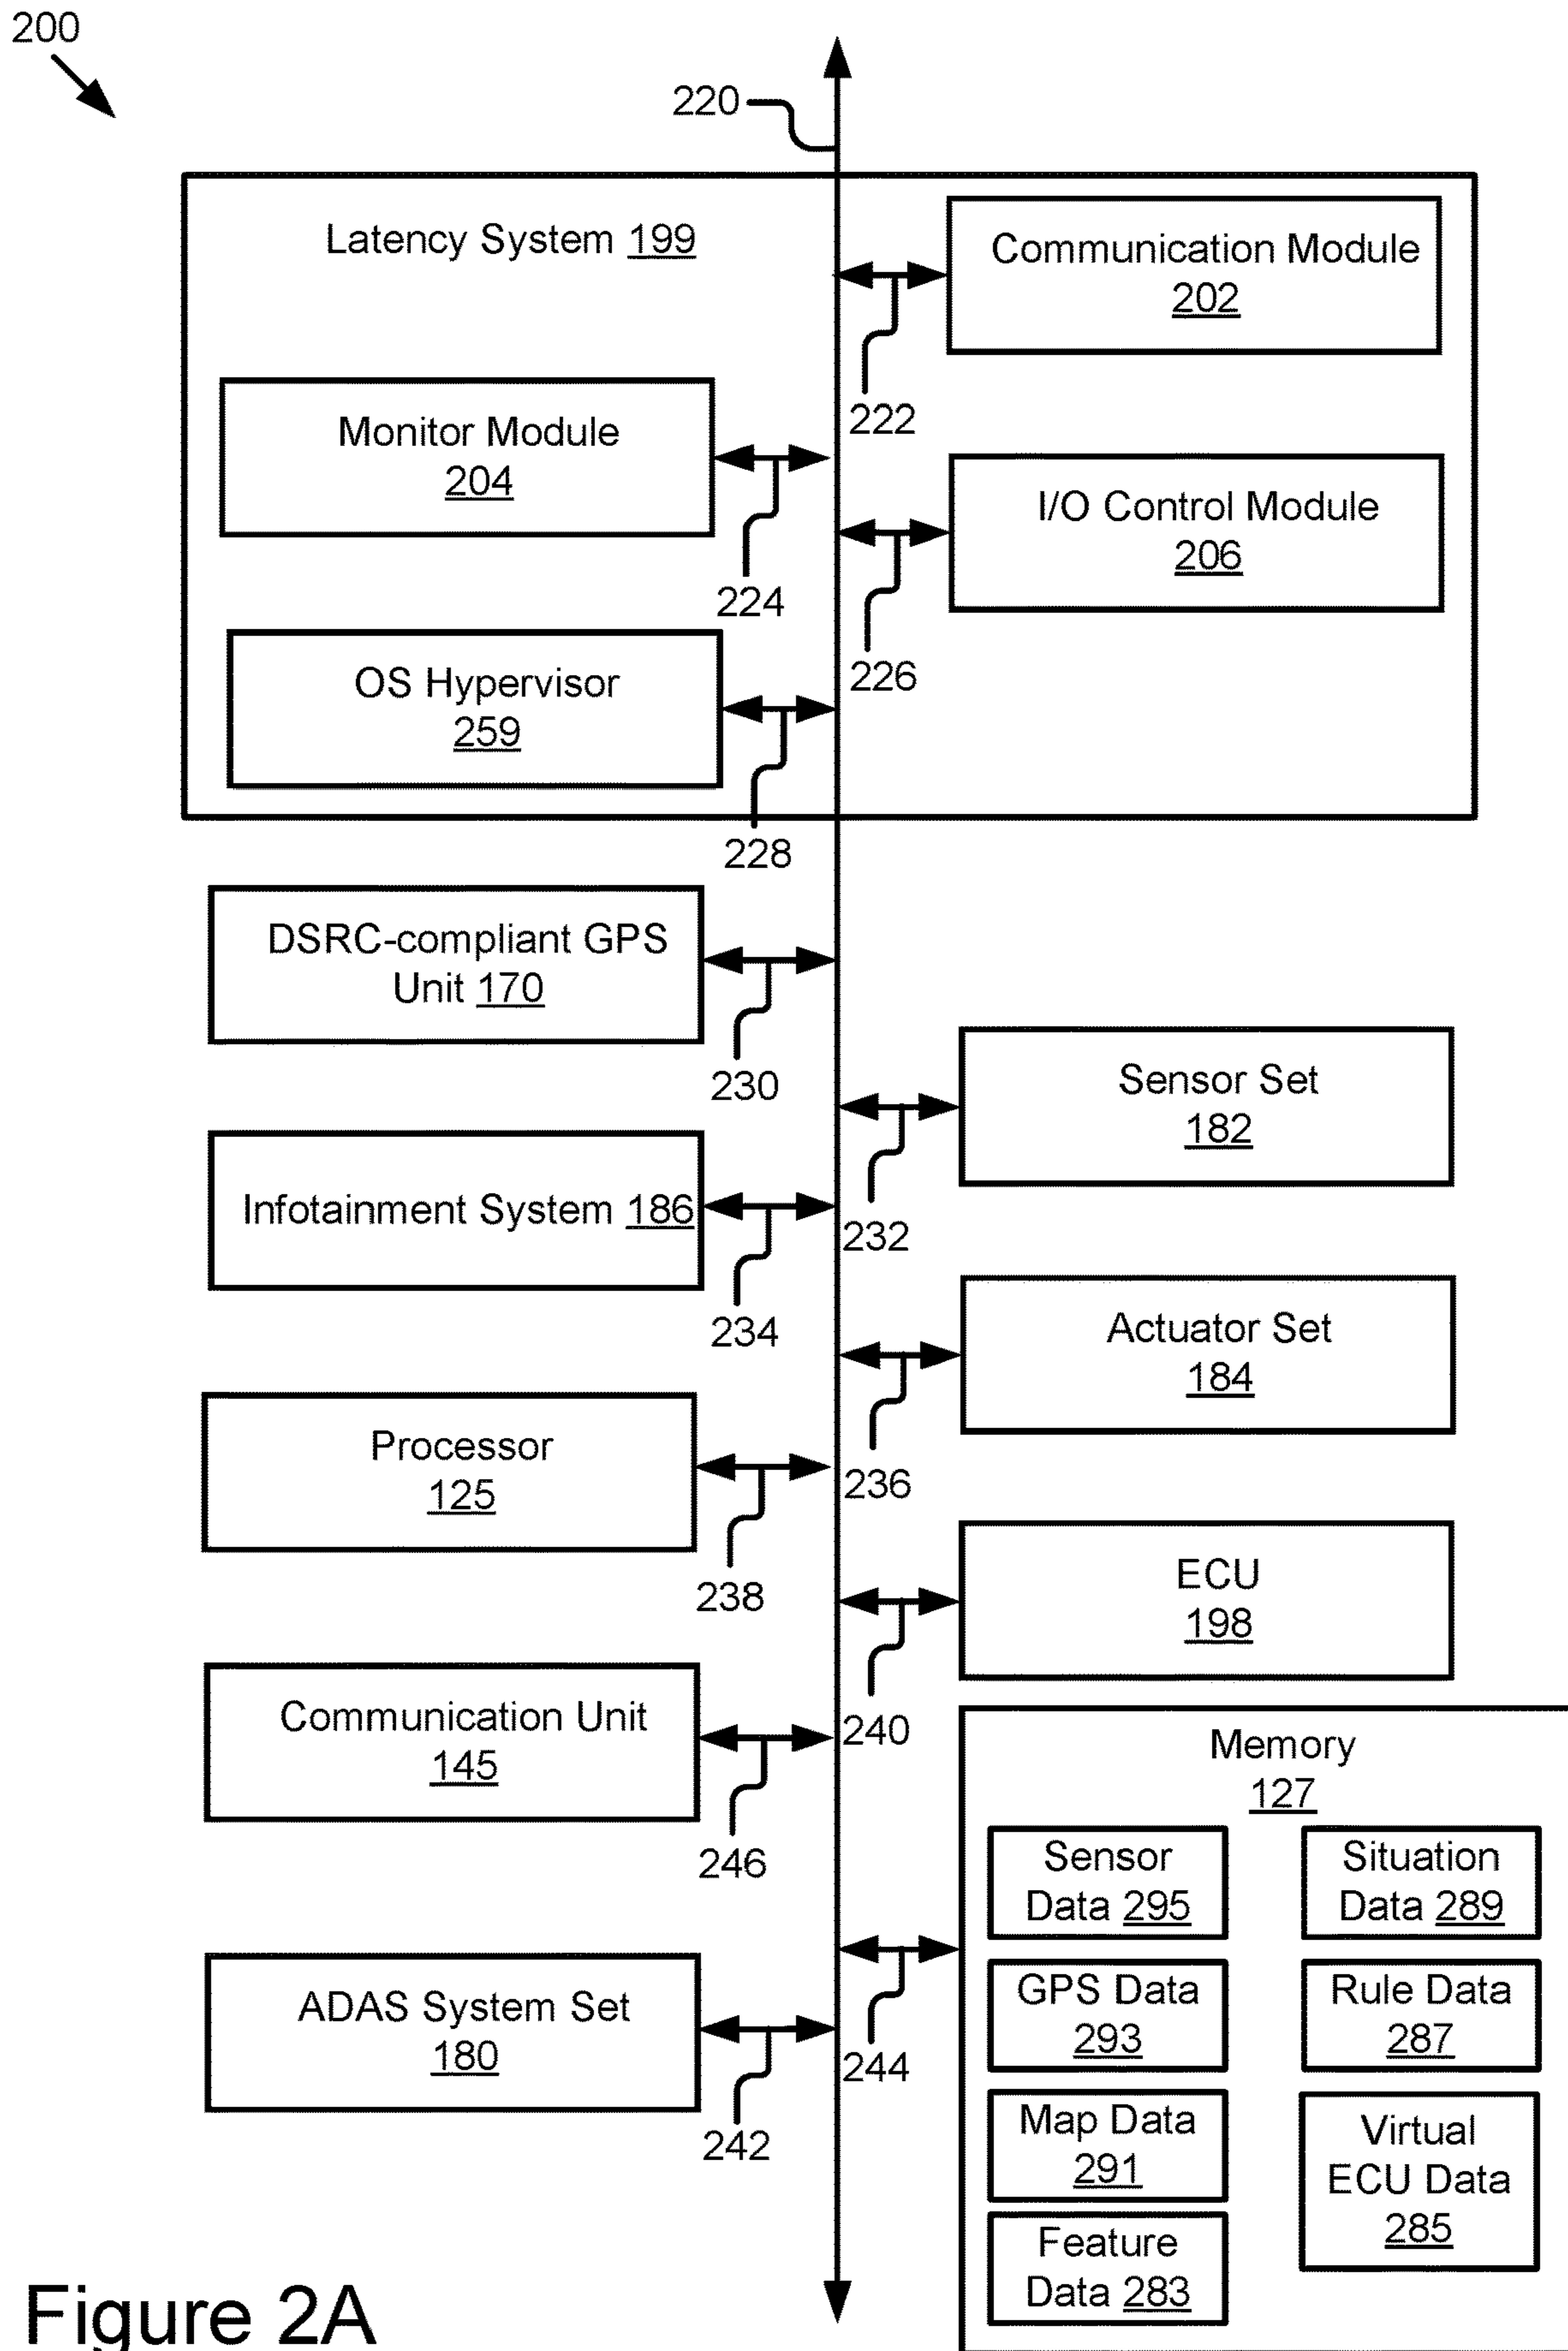 200
220
Latency System 199
Communication Module
202
222
Monitor Module
204
224
I/O Control Module
206
226
OS Hypervisor
259
228
DSRC-compliant GPS
Unit 170
230
Sensor Set
182
232
Infotainment System 186
234
Actuator Set
184
236
Processor
125
238
ECU
198
240
Communication Unit
145
246
Memory
127
Sensor
Data 295
Situation
Data 289
GPS Data
293
Rule Data
287
Map Data
291
Virtual
ECU Data
285
Feature
Data 283
244
ADAS System Set
180
242
Figure 2A